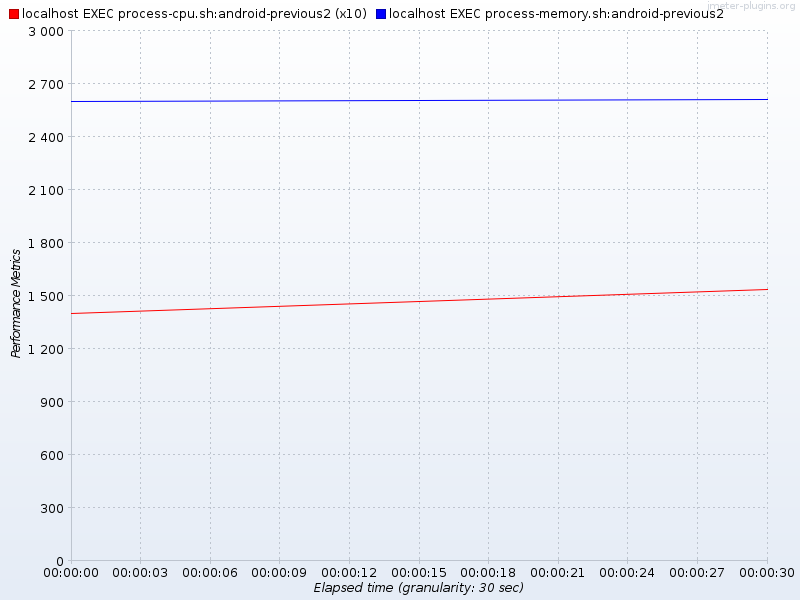 jmeter-plugins.org
localhost EXEC process-cpu.sh:android-previous2 (x10) localhost EXEC process-memory.sh:android-previous2
3 000
2 700
2 400
2 100
1 800
1 500
1 200
900
600
300
0
Performance Metrics
00:00:00 00:00:03 00:00:06 00:00:09 00:00:12 00:00:15 00:00:18 00:00:21 00:00:24 00:00:27 00:00:30
Elapsed time (granularity: 30 sec)